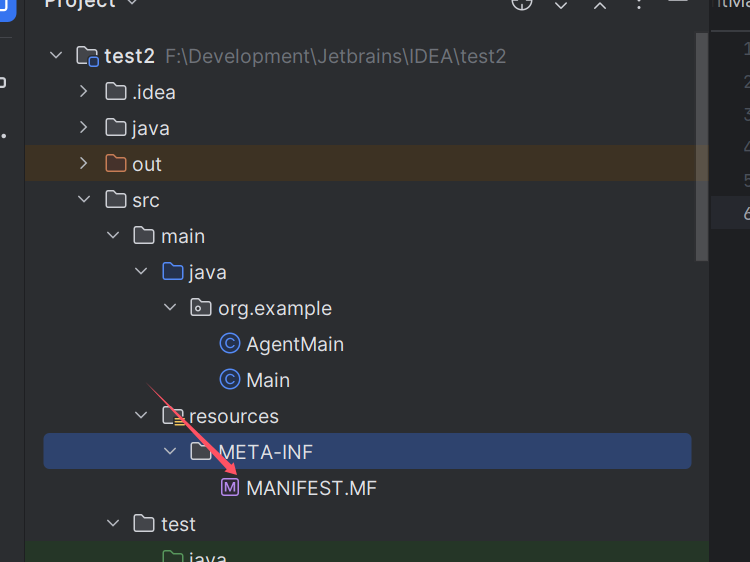 Project
test2 F:\Development\Jetbrains\IDEA\test2
.idea
java
out
src
main
java
org.example
AgentMain
Main
resources
META-INF
MANIFEST.MF
test
java